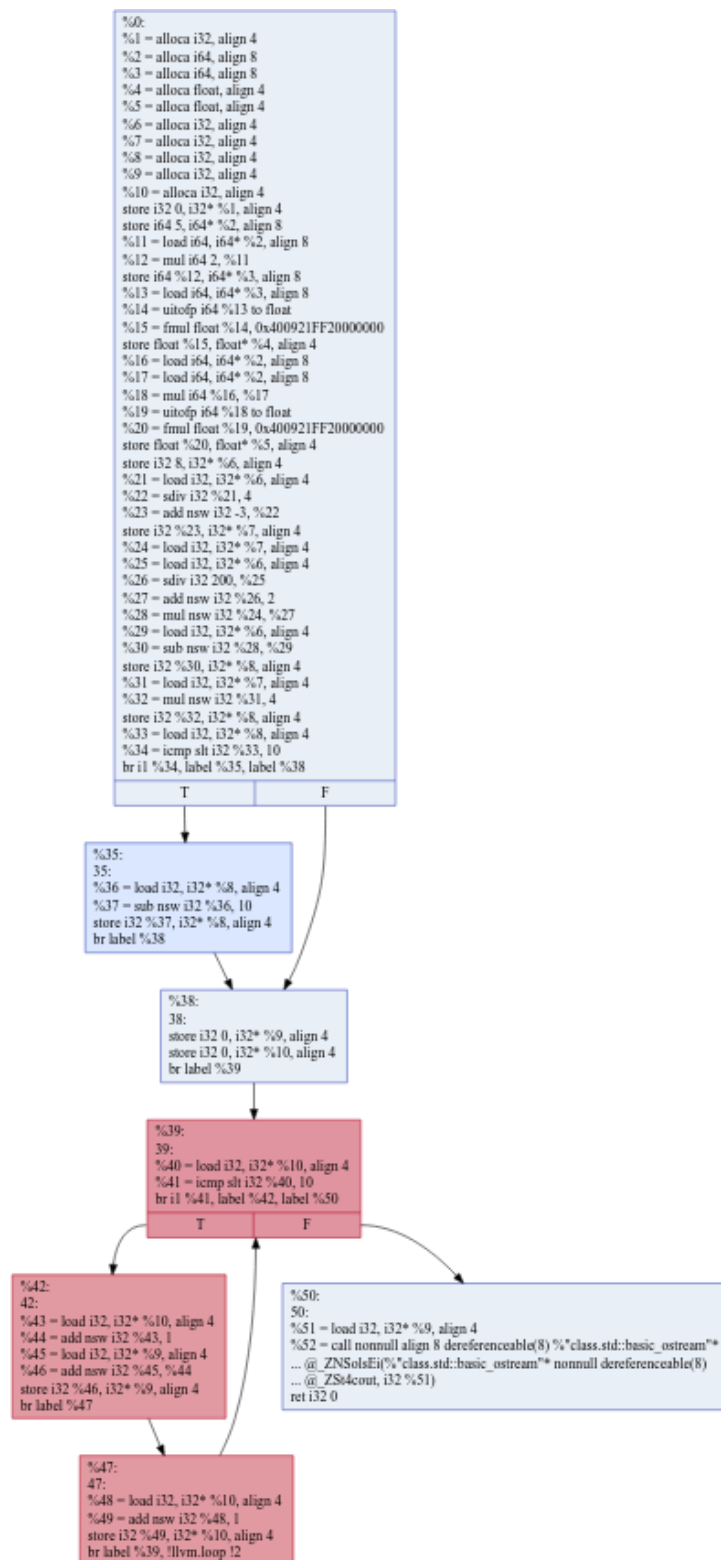 %0:
%1 = alloca i32, align 4
%2 = alloca i64, align 8
%3 = alloca i64, align 8
%4 = alloca float, align 4
%5 = alloca float, align 4
%6 = alloca i32, align 4
%7 = alloca i32, align 4
%8 = alloca i32, align 4
%9 = alloca i32, align 4
%10 = alloca i32, align 4
store i32 0, i32* %1, align 4
store i64 5, i64* %2, align 8
%11 = load i64, i64* %2, align 8
%12 = mul i64 2, %11
store i64 %12, i64* %3, align 8
%13 = load i64, i64* %3, align 8
%14 = uitofp i64 %13 to float
%15 = fmul float %14, 0x400921FF20000000
store float %15, float* %4, align 4
%16 = load i64, i64* %2, align 8
%17 = load i64, i64* %2, align 8
%18 = mul i64 %16, %17
%19 = uitofp i64 %18 to float
%20 = fmul float %19, 0x400921FF20000000
store float %20, float* %5, align 4
store i32 8, i32* %6, align 4
%21 = load i32, i32* %6, align 4
%22 = sdiv i32 %21, 4
%23 = add nsw i32 -3, %22
store i32 %23, i32* %7, align 4
%24 = load i32, i32* %7, align 4
%25 = load i32, i32* %6, align 4
%26 = sdiv i32 200, %25
%27 = add nsw i32 %26, 2
%28 = mul nsw i32 %24, %27
%29 = load i32, i32* %6, align 4
%30 = sub nsw i32 %28, %29
store i32 %30, i32* %8, align 4
%31 = load i32, i32* %7, align 4
%32 = mul nsw i32 %31, 4
store i32 %32, i32* %8, align 4
%33 = load i32, i32* %8, align 4
%34 = icmp slt i32 %33, 10
br i1 %34, label %35, label %38
T F
%35:
35:
%36 = load i32, i32* %8, align 4
%37 = sub nsw i32 %36, 10
store i32 %37, i32* %8, align 4
br label %38
%38:
38:
store i32 0, i32* %9, align 4
store i32 0, i32* %10, align 4
br label %39
%39:
39:
%40 = load i32, i32* %10, align 4
%41 = icmp slt i32 %40, 10
br i1 %41, label %42, label %50
T F
%42:
42:
%43 = load i32, i32* %10, align 4
%44 = add nsw i32 %43, 1
%45 = load i32, i32* %9, align 4
%46 = add nsw i32 %45, %44
store i32 %46, i32* %9, align 4
br label %47
%50:
50:
%51 = load i32, i32* %9, align 4
%52 = call nonnull align 8 dereferenceable(8) %"class.std::basic_ostream"*
... @_ZNSolsEi(%"class.std::basic_ostream"* nonnull dereferenceable(8)
... @_ZSt4cout, i32 %51)
ret i32 0
%47:
47:
%48 = load i32, i32* %10, align 4
%49 = add nsw i32 %48, 1
store i32 %49, i32* %10, align 4
br label %39, !llvm.loop !2